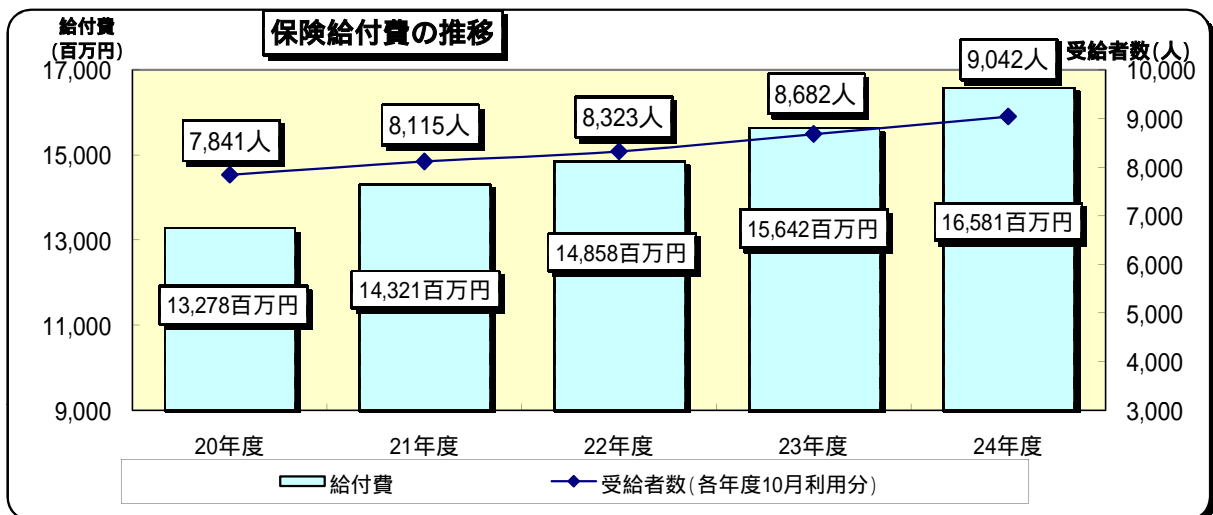 保険給付費の推移
給付費
(百万円)
受給者数(人)
17,000
15,000
13,000
11,000
9,000
10,000
9,000
8,000
7,000
6,000
5,000
4,000
3,000
7,841人
8,115人
8,323人
8,682人
9,042人
13,278百万円
14,321百万円
14,858百万円
15,642百万円
16,581百万円
20年度
21年度
22年度
23年度
24年度
給付費
受給者数(各年度10月利用分)